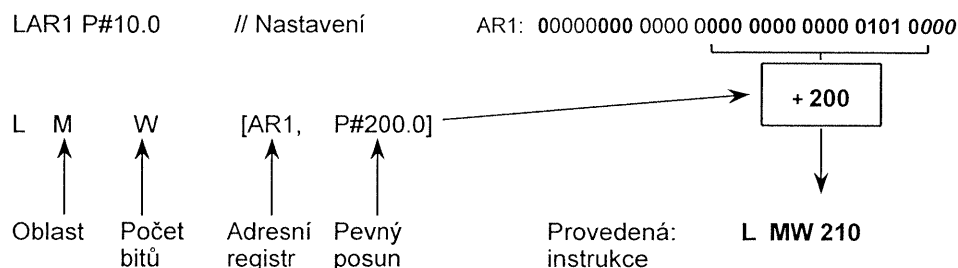 LAR1 P#10.0 // Nastavení AR1: 00000000 0000 0000 0000 0000 0101 0000
+ 200
L M W [AR1, P#200.0]
Oblast Počet Adresní Pevný Provedená: L MW 210
bitů registr posun instrukce